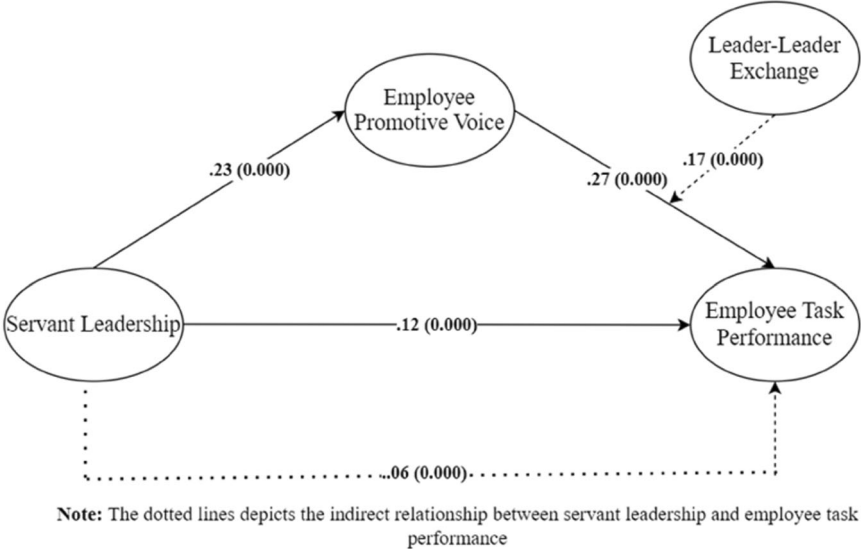 Leader-Leader
Exchange
Employee
Promotive Voice
.23 (0.000)
.27 (0.000)
.17 (0.000)
Servant Leadership
.12 (0.000)
Employee Task
Performance
.06 (0.000)
Note: The dotted lines depicts the indirect relationship between servant leadership and employee task
performance